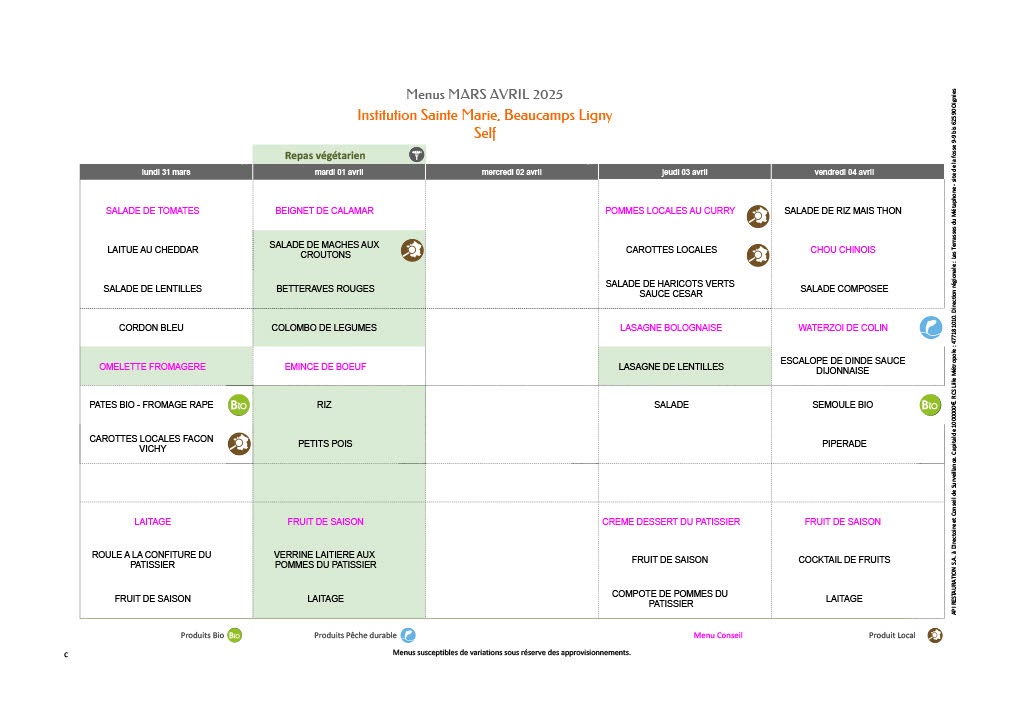 Menus MARS AVRIL 2025
Institution Sainte Marie, Beaucamps Ligny
Self
Repas végétarien
lundi 31 mars
mardi 01 avril
mercredi 02 avril
jeudi 03 avril
vendredi 04 avril
SALADE DE TOMATES
BEIGNET DE CALAMAR
POMMES LOCALES AU CURRY
SALADE DE RIZ MAIS THON
LAITUE AU CHEDDAR
SALADE DE MACHES AUX
CROUTONS
CAROTTES LOCALES
CHOU CHINOIS
SALADE DE LENTILLES
BETTERAVES ROUGES
SALADE DE HARICOTS VERTS
SAUCE CESAR
SALADE COMPOSEE
CORDON BLEU
COLOMBO DE LEGUMES
LASAGNE BOLOGNAISE
WATERZOI DE COLIN
OMELETTE FROMAGERE
EMINCE DE BOEUF
LASAGNE DE LENTILLES
ESCALOPE DE DINDE SAUCE
DIJONNAISE
PATES BIO - FROMAGE RAPE
BIO
RIZ
SALADE
SEMOULE BIO
BIO
CAROTTES LOCALES FACON
VICHY
PETITS POIS
PIPERADE
LAITAGE
FRUIT DE SAISON
CREME DESSERT DU PATISSIER
FRUIT DE SAISON
ROULE A LA CONFITURE DU
PATISSIER
VERRINE LAITIERE AUX
POMMES DU PATISSIER
FRUIT DE SAISON
COCKTAIL DE FRUITS
FRUIT DE SAISON
LAITAGE
COMPOTE DE POMMES DU
PATISSIER
LAITAGE
Produits Bio
BIO
Produits Pêche durable
Menu Conseil
Produit Local
Menus susceptibles de variations sous réserve des approvisionnements.
c
API RESTAURATION S.A. à Directoire et Conseil de Surveillance. Capital de 1000000€. RCS Lille Métropole : 477181010. Direction régionale : Les Terrasses du Métaphone - site de la fosse 9-9 bis 62590 Oignies